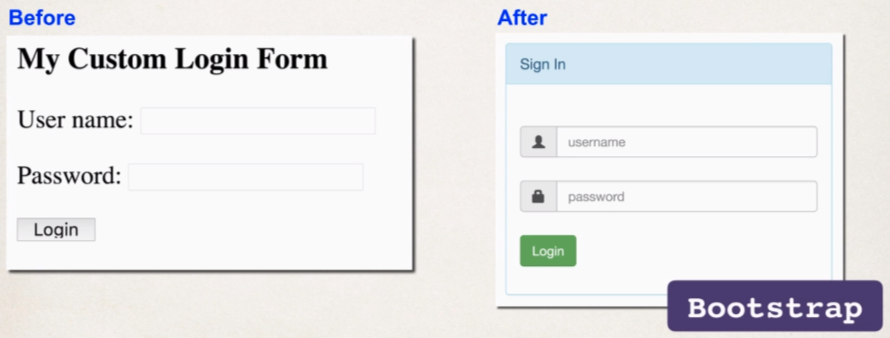 Before
My Custom Login Form
User name:
Password:
Login
After
Sign In
username
password
Login
Bootstrap